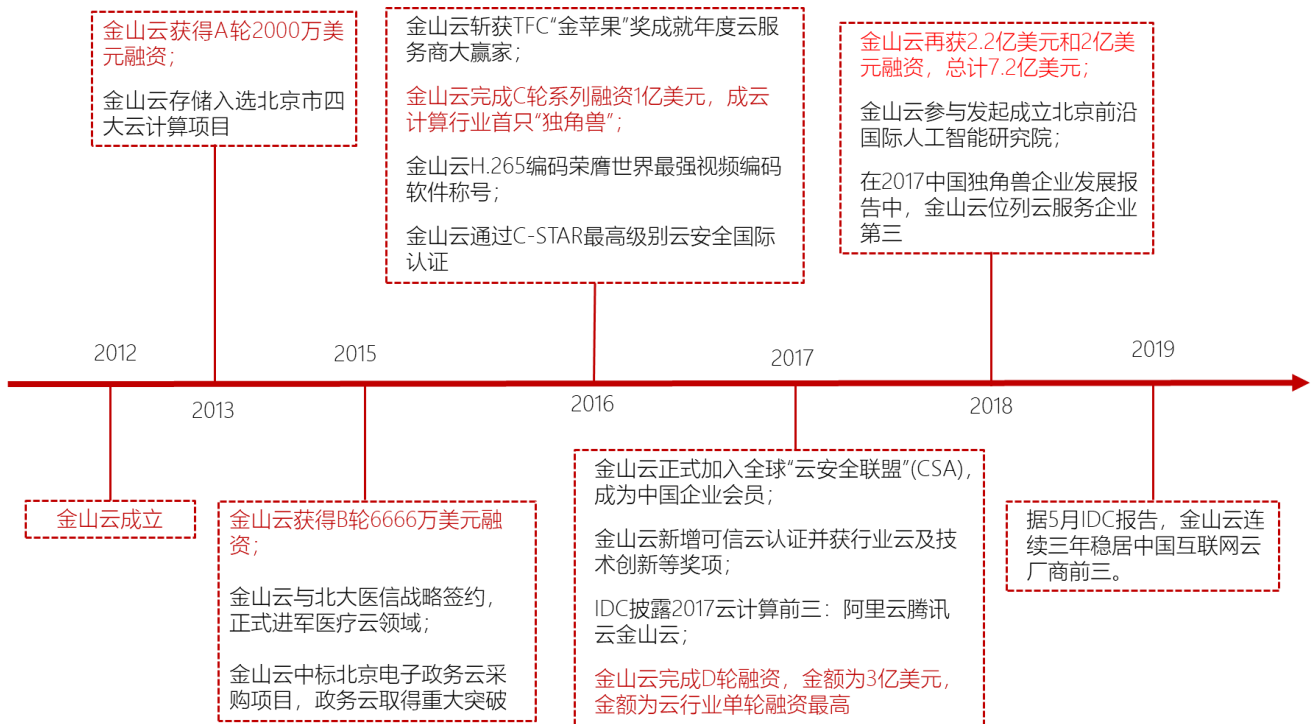 金山云获得A轮2000万美
元融资；
金山云存储入选北京市四
大云计算项目
金山云斩获TFC“金苹果”奖成就年度云服
务商大赢家；
金山云完成C轮系列融资1亿美元，成云
计算行业首只“独角兽”；
金山云H.265编码荣膺世界最强视频编码
软件称号；
金山云通过C-STAR最高级别云安全国际
认证
金山云再获2.2亿美元和2亿美
元融资，总计7.2亿美元；
金山云参与发起成立北京前沿
国际人工智能研究院；
在2017中国独角兽企业发展报
告中，金山云位列云服务企业
第三
2012
2015
2017
2019
2013
2016
2018
金山云成立
金山云获得B轮6666万美元融
资；
金山云与北大医信战略签约，
正式进军医疗云领域；
金山云中标北京电子政务云采
购项目，政务云取得重大突破
金山云正式加入全球“云安全联盟”(CSA)，
成为中国企业会员；
金山云新增可信云认证并获行业云及技
术创新等奖项；
IDC披露2017云计算前三：阿里云腾讯
云金山云；
金山云完成D轮融资，金额为3亿美元，
金额为云行业单轮融资最高
据5月IDC报告，金山云连
续三年稳居中国互联网云
厂商前三。